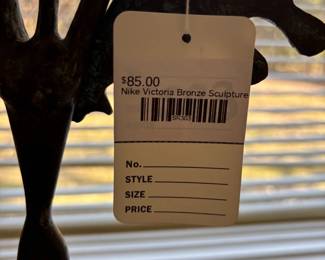 $85.00
Nike Victoria Bronze Sculpture
No.
STYLE
SIZE
PRICE